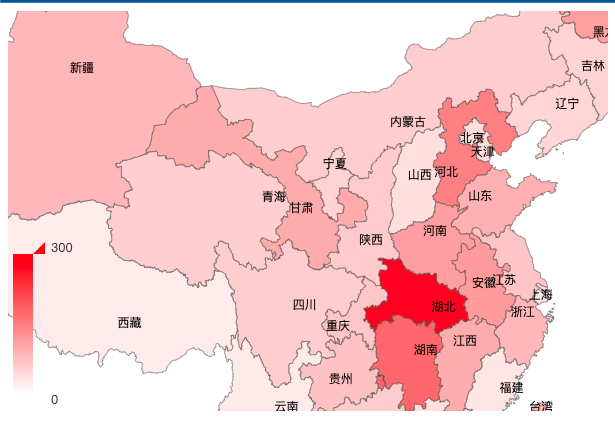 黑
新疆
吉林
辽宁
内蒙古
北京
天津
宁夏
山西
河北
青海
甘肃
山东
河南
陕西
300
安徽
江苏
上海
四川
湖北
浙江
西藏
重庆
江西
湖南
贵州
福建
0
云南
台湾